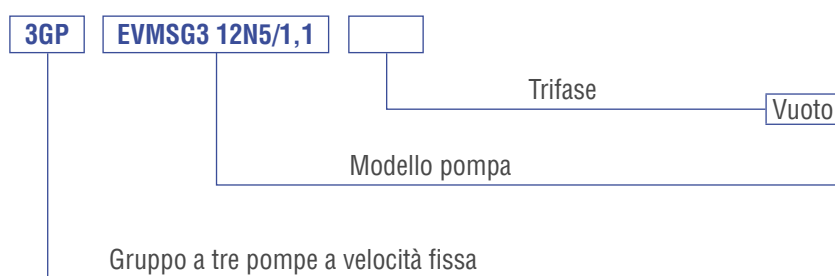 3GP EVMSG3 12N5/1,1
Trifase
Vuoto
Modello pompa
Gruppo a tre pompe a velocità fissa